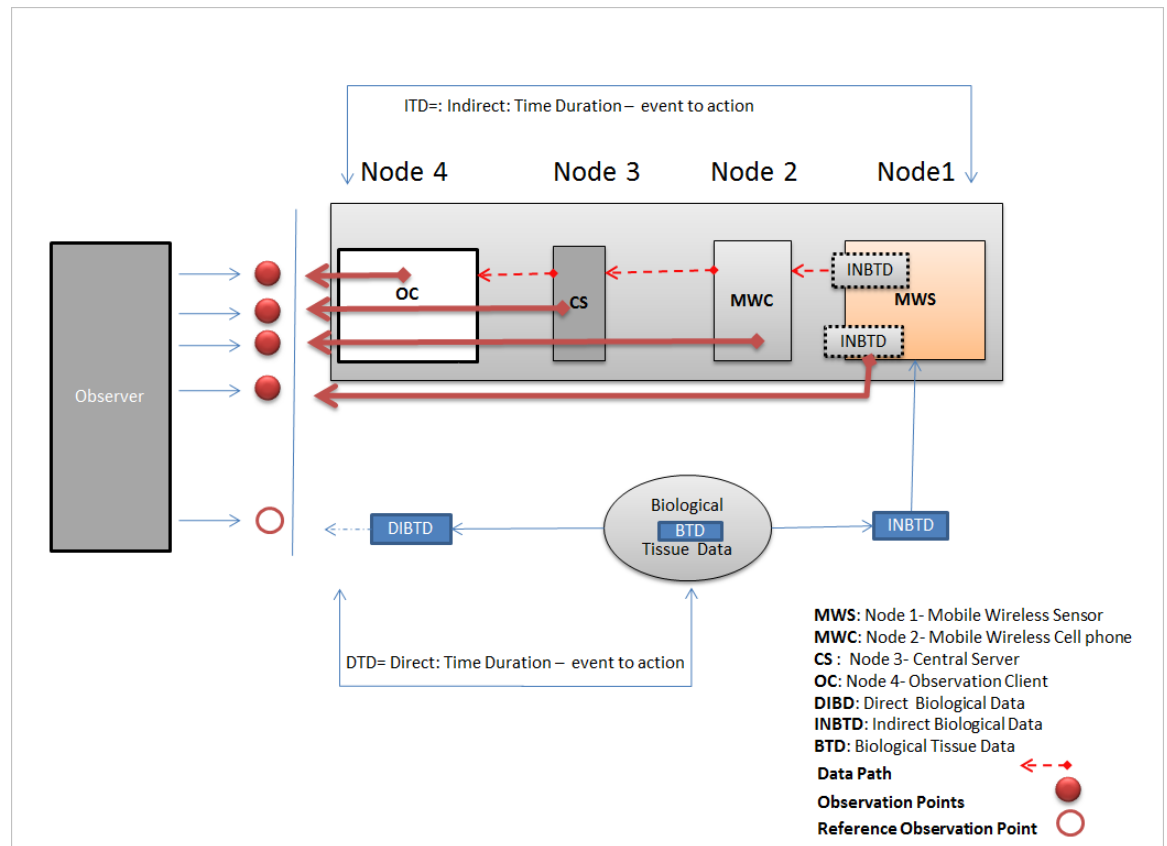 ITD=: Indirect: Time Duration – event to action
Node 4
Node 3
Node 2
Node1
Observer
OC
CS
MWC
INBTD
MWS
INBTD
DIBTD
Biological
BTD
Tissue Data
INBTD
DTD= Direct: Time Duration – event to action
MWS: Node 1- Mobile Wireless Sensor
MWC: Node 2- Mobile Wireless Cell phone
CS : Node 3- Central Server
OC: Node 4- Observation Client
DIBD: Direct Biological Data
INBTD: Indirect Biological Data
BTD: Biological Tissue Data
Data Path
Observation Points
Reference Observation Point